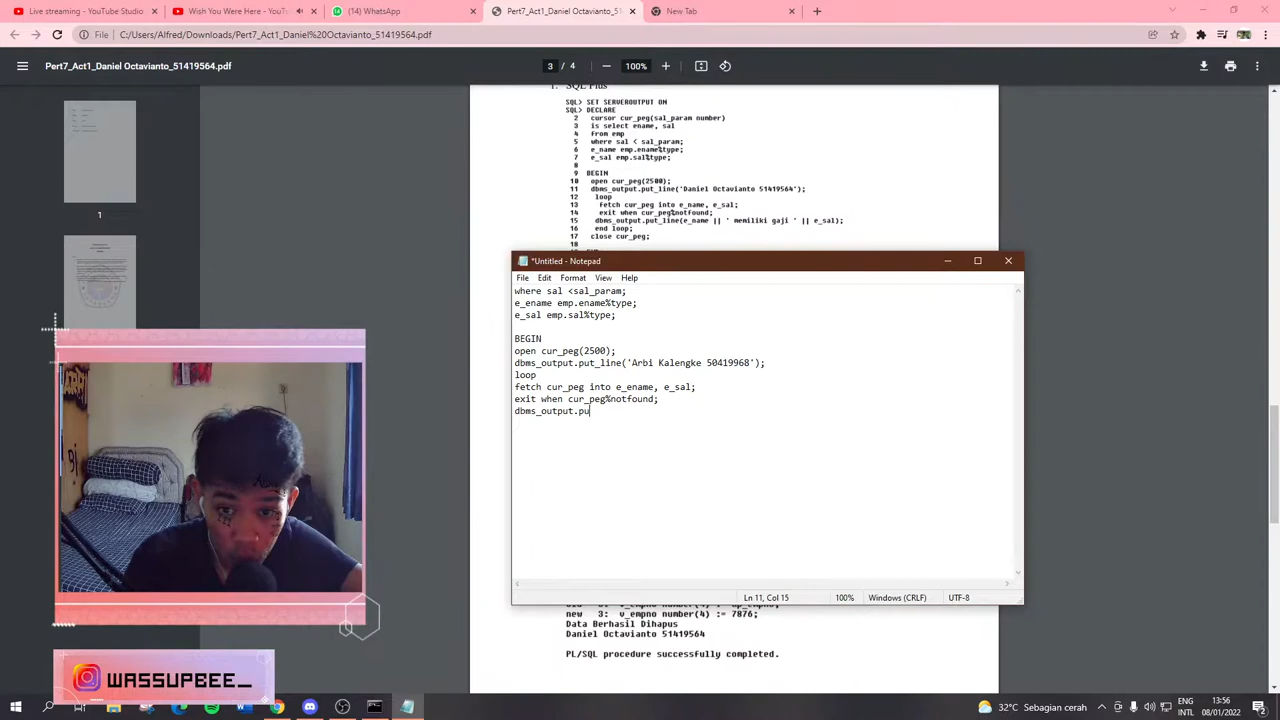 Live streaming - YouTube Studio
Wish You Were Here - YouT
(14) WhatsApp
Pert7_Act1_Daniel Octavianto_51
New Tab
File
C:/Users/Alfred/Downloads/Pert7_Act1_Daniel%20Octavianto_51419564.pdf
Pert7_Act1_Daniel Octavianto_51419564.pdf
3 / 4
100%
1. SQL Plus
SQL> SET SERVEROUTPUT ON
SQL> DECLARE
2 cursor cur_peg(sal_param number)
3 is select ename, sal
4 from emp
5 where sal < sal_param;
6 e_name emp.ename%type;
7 e_sal emp.sal%type;
8
9 BEGIN
10 open cur_peg(2500);
11 dbms_output.put_line('Daniel Octavianto 51419564');
12 loop
13 fetch cur_peg into e_name, e_sal;
14 exit when cur_peg%notfound;
15 dbms_output.put_line(e_name || ' memiliki gaji ' || e_sal);
16 end loop;
17 close cur_peg;
18
1
*Untitled - Notepad
File Edit Format View Help
where sal <sal_param;
e_ename emp.ename%type;
e_sal emp.sal%type;
BEGIN
open cur_peg(2500);
dbms_output.put_line('Arbi Kalengke 50419968');
loop
fetch cur_peg into e_ename, e_sal;
exit when cur_peg%notfound;
dbms_output.pu
Ln 11, Col 15
100%
Windows (CRLF)
UTF-8
new 3: v_empno number(4) := 7876;
Data Berhasil Dihapus
Daniel Octavianto 51419564
PL/SQL procedure successfully completed.
WASSUPBEE_
32°C Sebagian cerah
ENG
INTL
13:56
08/01/2022
2